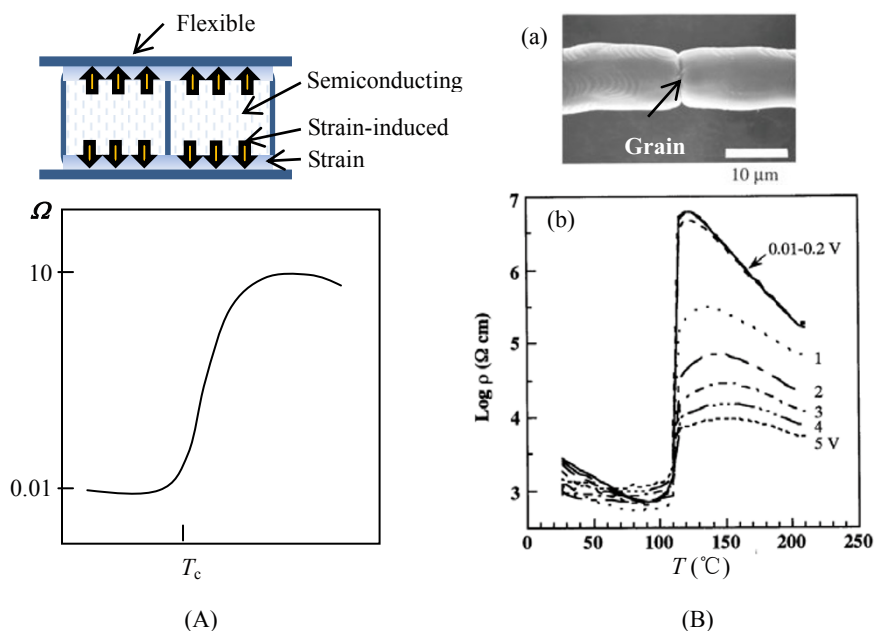 Flexible
Semiconducting
Strain-induced
Strain
Ω
10
0.01
T c
(A)
(a)
Grain
10 μm
(b)
7
6
5
4
3
Log ρ (Ω cm)
0.01-0.2 V
1
2
3
4
5 V
0 50 100 150 200 250
T (℃)
(B)